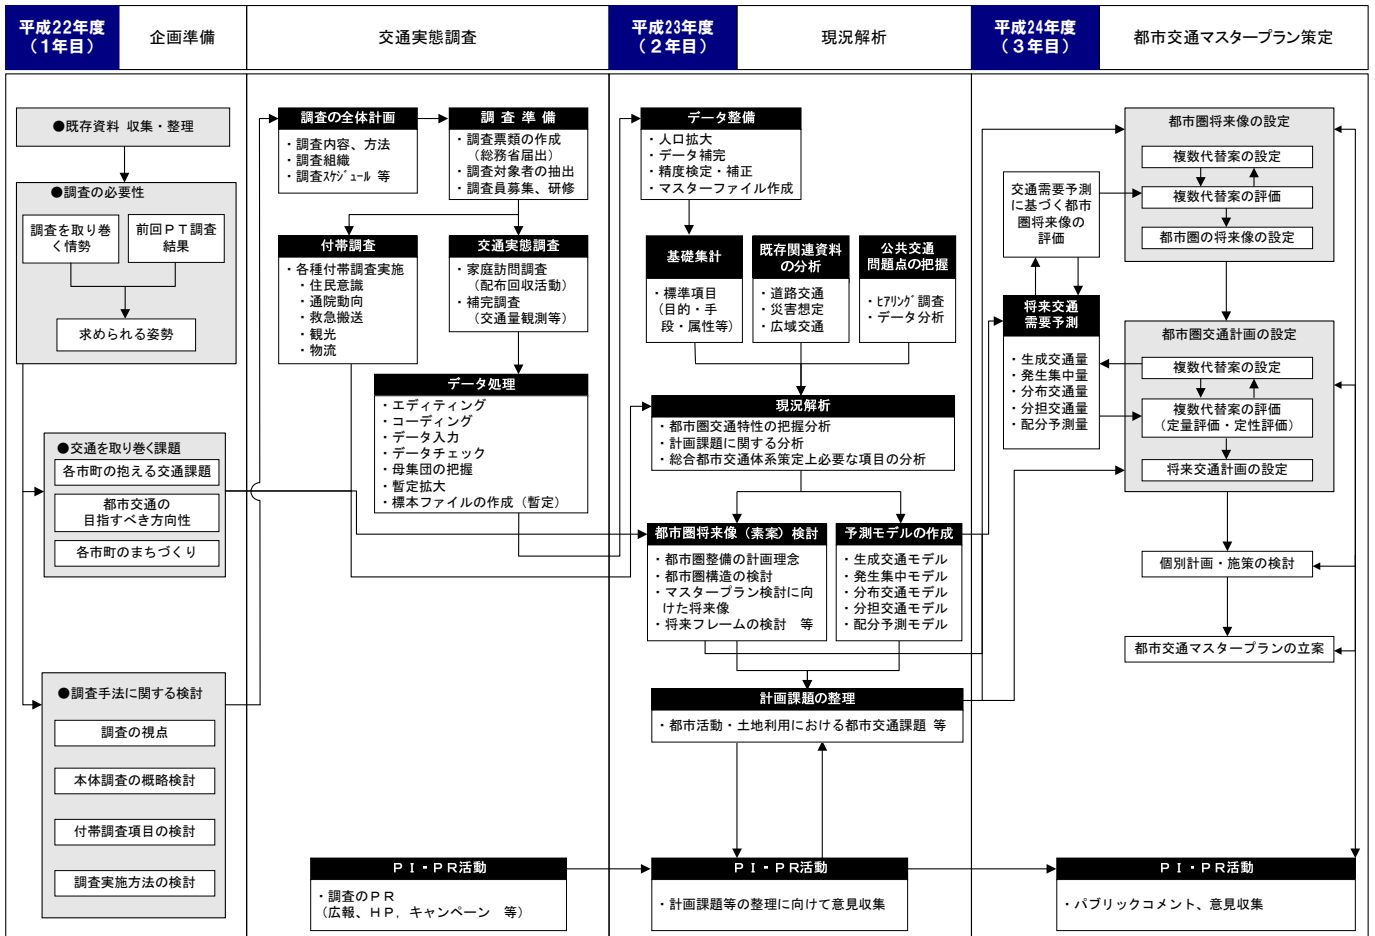 平成22年度
（１年目）
企画準備
交通実態調査
平成23年度
（２年目）
現況解析
平成24年度
（３年目）
都市交通マスタープラン策定
●既存資料 収集・整理
●調査の必要性
調査を取り巻
く情勢
前回ＰＴ調査
結果
求められる姿勢
●交通を取り巻く課題
各市町の抱える交通課題
都市交通の
目指すべき方向性
各市町のまちづくり
●調査手法に関する検討
調査の視点
本体調査の概略検討
付帯調査項目の検討
調査実施方法の検討
調査の全体計画
・調査内容、方法
・調査組織
・調査ｽｹｼﾞｭｰﾙ 等
調 査 準 備
・調査票類の作成
（総務省届出）
・調査対象者の抽出
・調査員募集、研修
付帯調査
・各種付帯調査実施
・住民意識
・通院動向
・救急搬送
・観光
・物流
交通実態調査
・家庭訪問調査
（配布回収活動）
・補完調査
（交通量観測等）
データ処理
・エディティング
・コーディング
・データ入力
・データチェック
・母集団の把握
・暫定拡大
・標本ファイルの作成（暫定）
ＰＩ・ＰＲ活動
・調査のＰＲ
（広報、ＨＰ，キャンペーン 等）
データ整備
・人口拡大
・データ補完
・精度検定・補正
・マスターファイル作成
基礎集計
・標準項目
（目的・手
段・属性等）
既存関連資料
の分析
・道路交通
・災害想定
・広域交通
公共交通
問題点の把握
・ﾋｱﾘﾝｸﾞ調査
・データ分析
現況解析
・都市圏交通特性の把握分析
・計画課題に関する分析
・総合都市交通体系策定上必要な項目の分析
都市圏将来像（素案）検討
・都市圏整備の計画理念
・都市圏構造の検討
・マスタープラン検討に向
けた将来像
・将来フレームの検討 等
予測モデルの作成
・生成交通モデル
・発生集中モデル
・分布交通モデル
・分担交通モデル
・配分予測モデル
計画課題の整理
・都市活動・土地利用における都市交通課題 等
ＰＩ・ＰＲ活動
・計画課題等の整理に向けて意見収集
交通需要予測
に基づく都市
圏将来像の
評価
将来交通
需要予測
・生成交通量
・発生集中量
・分布交通量
・分担交通量
・配分予測量
都市圏将来像の設定
複数代替案の設定
複数代替案の評価
都市圏の将来像の設定
都市圏交通計画の設定
複数代替案の設定
複数代替案の評価
（定量評価・定性評価）
将来交通計画の設定
個別計画・施策の検討
都市交通マスタープランの立案
ＰＩ・ＰＲ活動
・パブリックコメント、意見収集